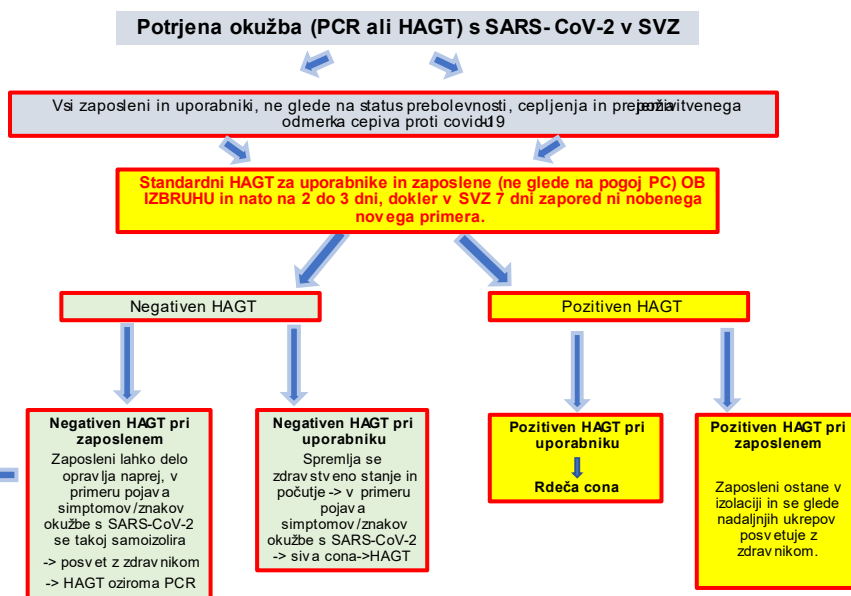 Potrjena okužba (PCR ali HAGT) s SARS- CoV-2 v SVZ
Vsi zaposleni in uporabniki, ne glede na status prebolevnosti, cepljenja in
odmerka cepiva proti
Standardni HAGT za uporabnike in zaposlene (ne glede na pogoj PC) OB
IZBRUHU in nato na 2 do 3 dni, dokler v SVZ 7 dni zapored ni nobenega
novega primera.
Negativen HAGT
Pozitiven HAGT
Negativen HAGT pri
zaposlenem
Zaposleni lahko delo
opravlja naprej, v
primeru pojava
simptomov/znakov
okužbe s SARS-CoV-2
se takoj samoizolira
-> posvet z zdravnikom
-> HAGT oziroma PCR
Negativen HAGT pri
uporabniku
Spremlja se
zdravstveno stanje in
počutje -> v primeru
pojava
simptomov/znakov
okužbe s SARS-CoV-2
-> siva cona->HAGT
Pozitiven HAGT pri
uporabniku
Rdeča cona
Pozitiven HAGT pri
zaposlenem
Zaposleni ostane v
izolaciji in se glede
nadaljnjih ukrepov
posvetuje z
zdravnikom.